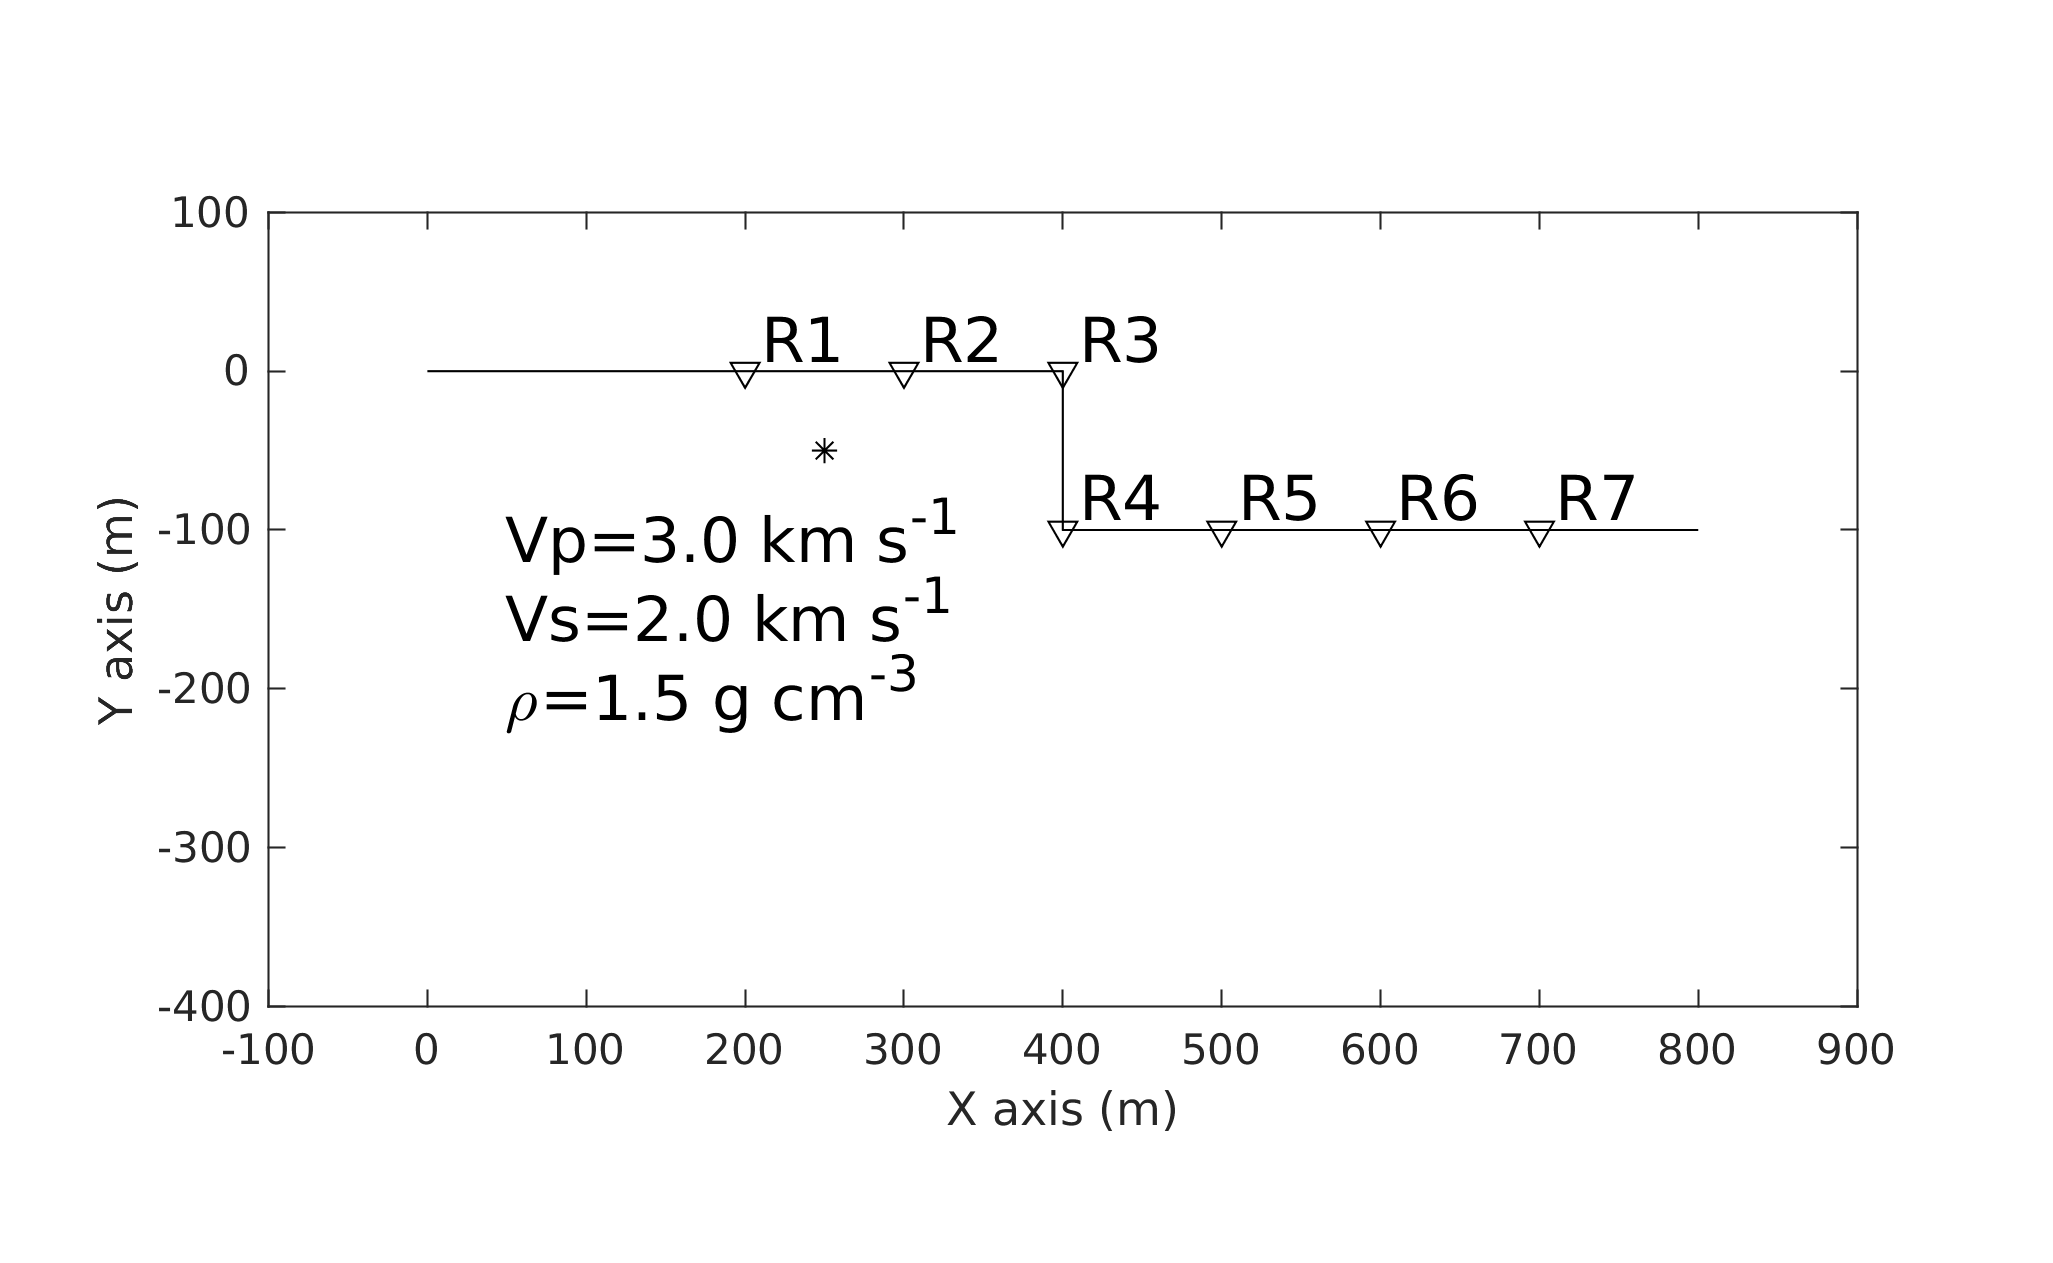 100
R1 R2 R3
0
R4 R5 R6 R7
-100
Vp=3.0 km s-1
Vs=2.0 km s-1
ρ=1.5 g cm-3
-200
-300
-400
-100 0 100 200 300 400 500 600 700 800 900
X axis (m)
Y axis (m)